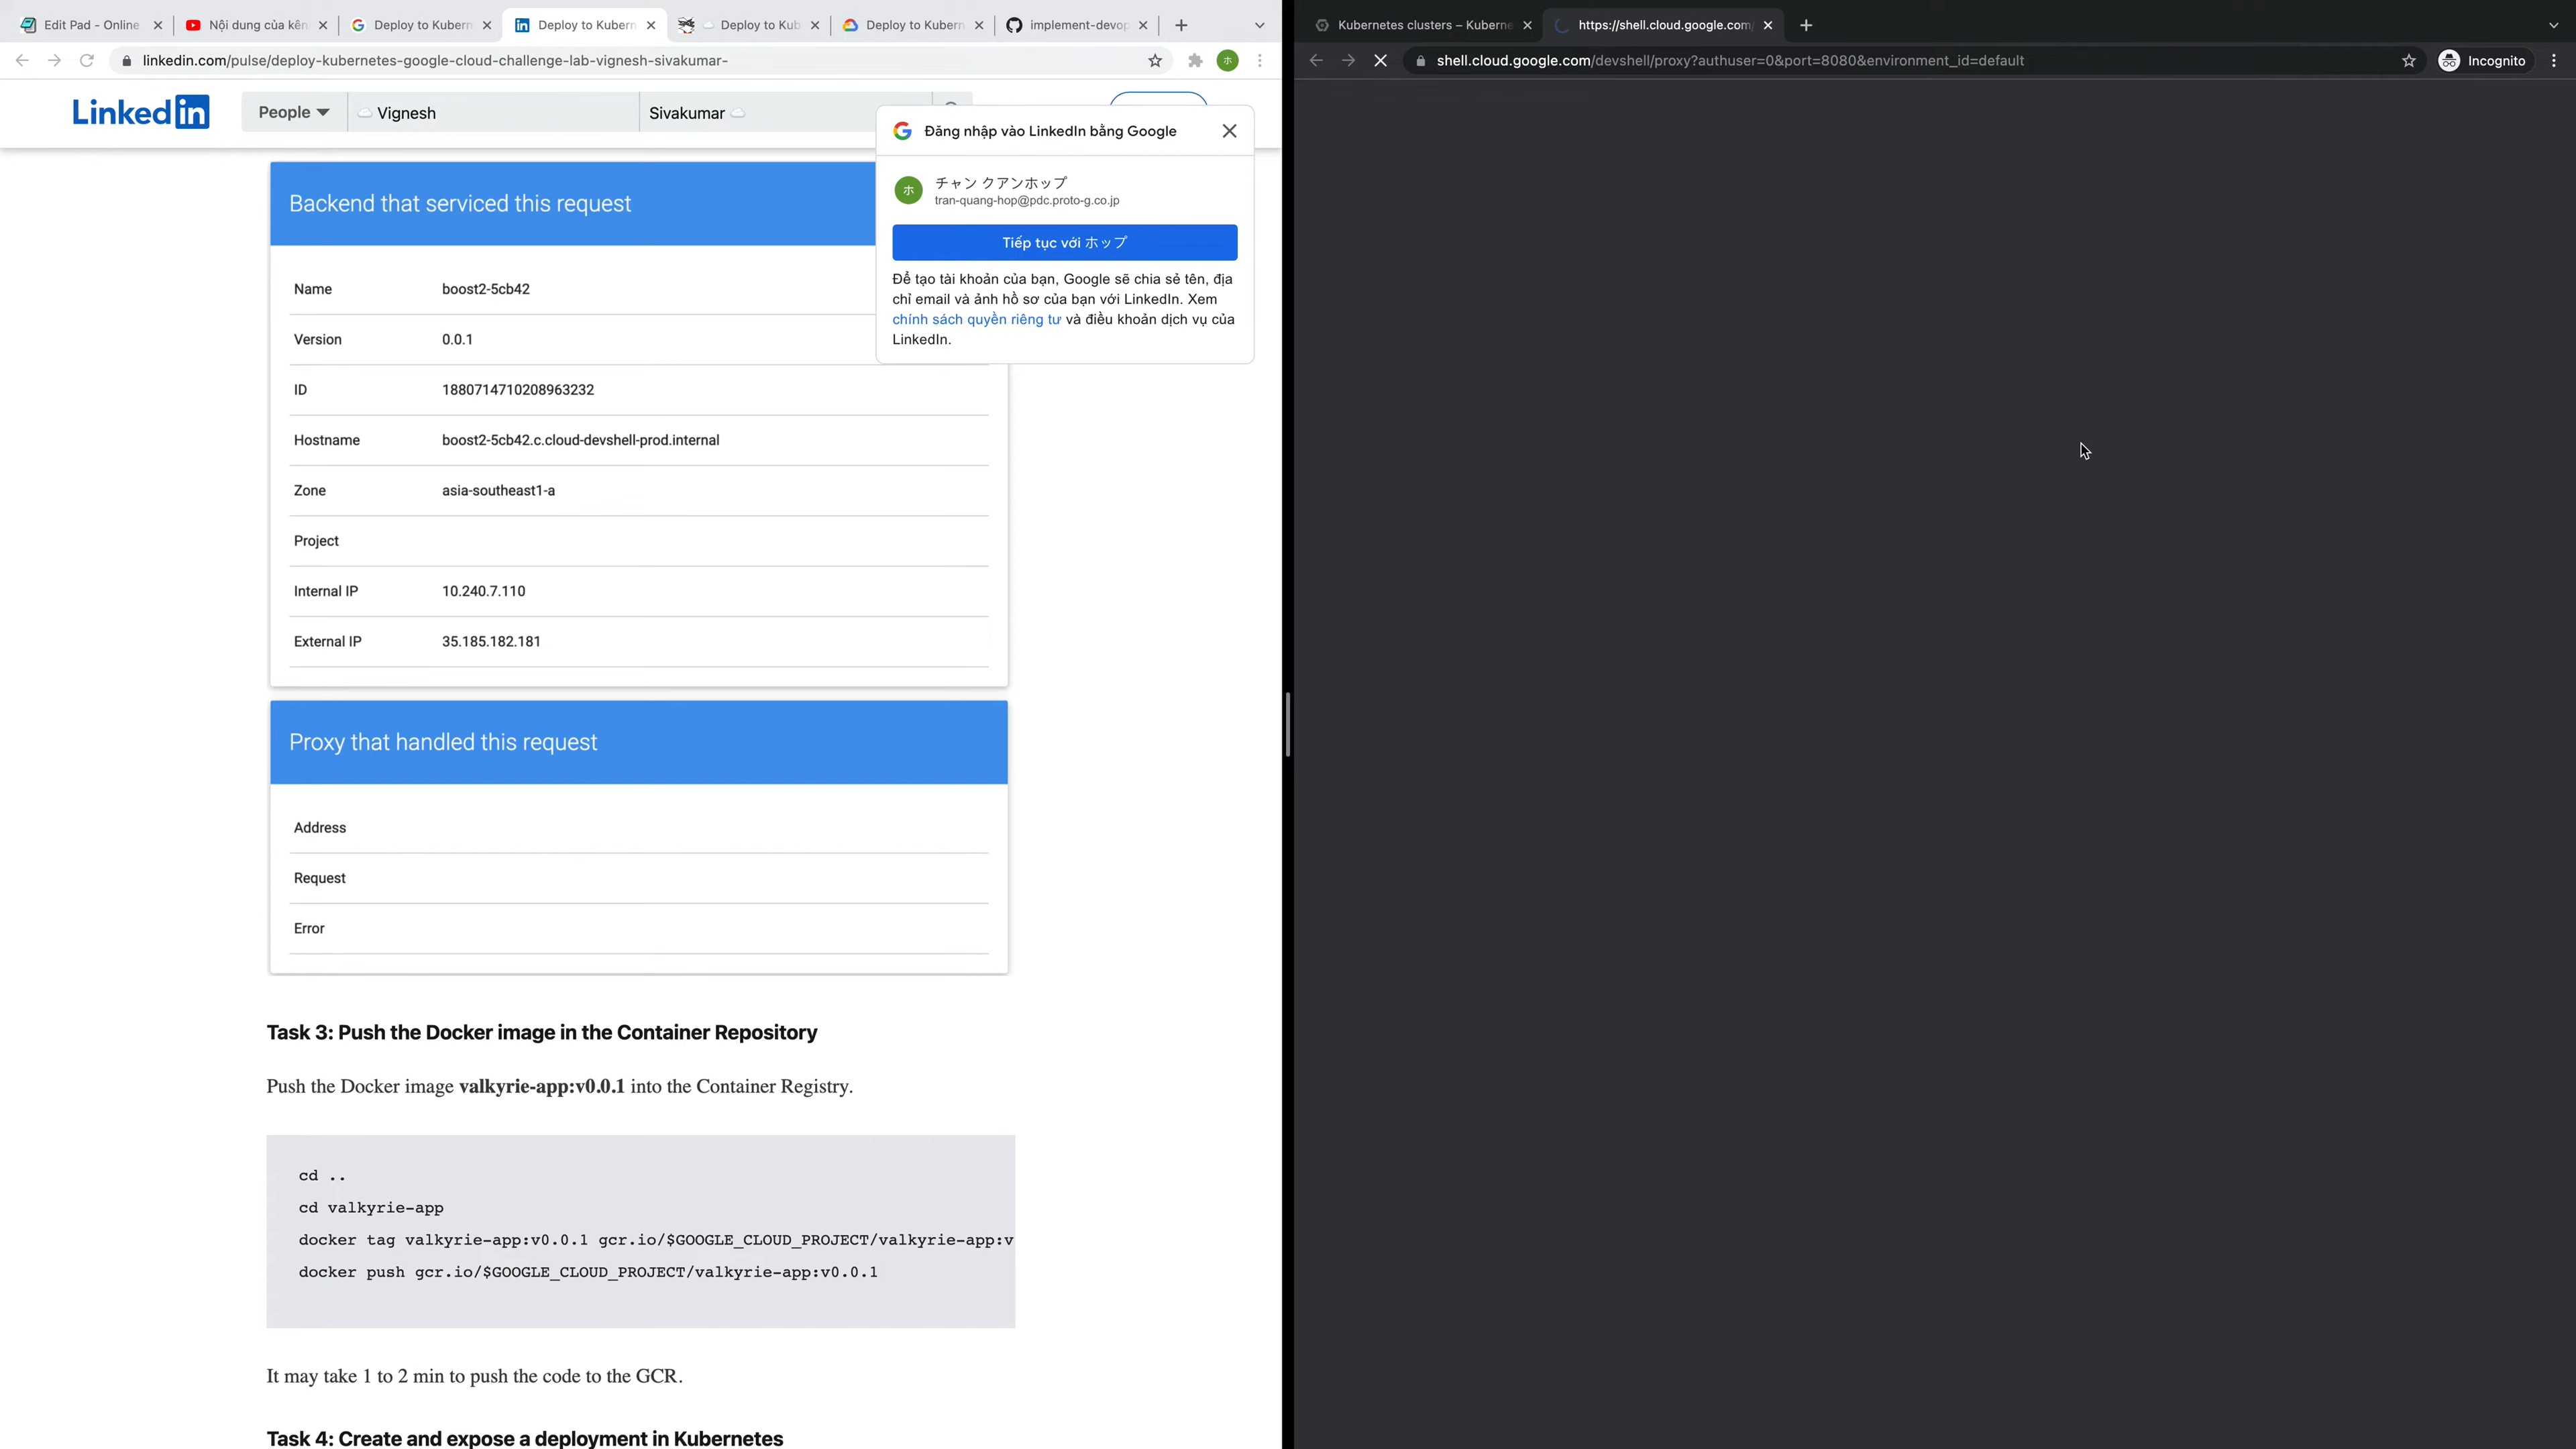 Edit Pad - Online
Nội dung của kên
Deploy to Kubern
Deploy to Kubern
Deploy to Kub
Deploy to Kubern
implement-devop
linkedin.com/pulse/deploy-kubernetes-google-cloud-challenge-lab-vignesh-sivakumar-
ホ
Linked in
People
Vignesh
Sivakumar
Đăng nhập vào LinkedIn bằng Google
ホ
チャン クアンホップ
tran-quang-hop@pdc.proto-g.co.jp
Tiếp tục với ホップ
Để tạo tài khoản của bạn, Google sẽ chia sẻ tên, địa
chỉ email và ảnh hồ sơ của bạn với LinkedIn. Xem
chính sách quyền riêng tư và điều khoản dịch vụ của
LinkedIn.
Backend that serviced this request
Name boost2-5cb42
Version 0.0.1
ID 1880714710208963232
Hostname boost2-5cb42.c.cloud-devshell-prod.internal
Zone asia-southeast1-a
Project
Internal IP 10.240.7.110
External IP 35.185.182.181
Proxy that handled this request
Address
Request
Error
Task 3: Push the Docker image in the Container Repository
Push the Docker image valkyrie-app:v0.0.1 into the Container Registry.
cd ..
cd valkyrie-app
docker tag valkyrie-app:v0.0.1 gcr.io/$GOOGLE_CLOUD_PROJECT/valkyrie-app:v
docker push gcr.io/$GOOGLE_CLOUD_PROJECT/valkyrie-app:v0.0.1
It may take 1 to 2 min to push the code to the GCR.
Task 4: Create and expose a deployment in Kubernetes
Kubernetes clusters – Kuberne
https://shell.cloud.google.com/
shell.cloud.google.com/devshell/proxy?authuser=0&port=8080&environment_id=default
Incognito